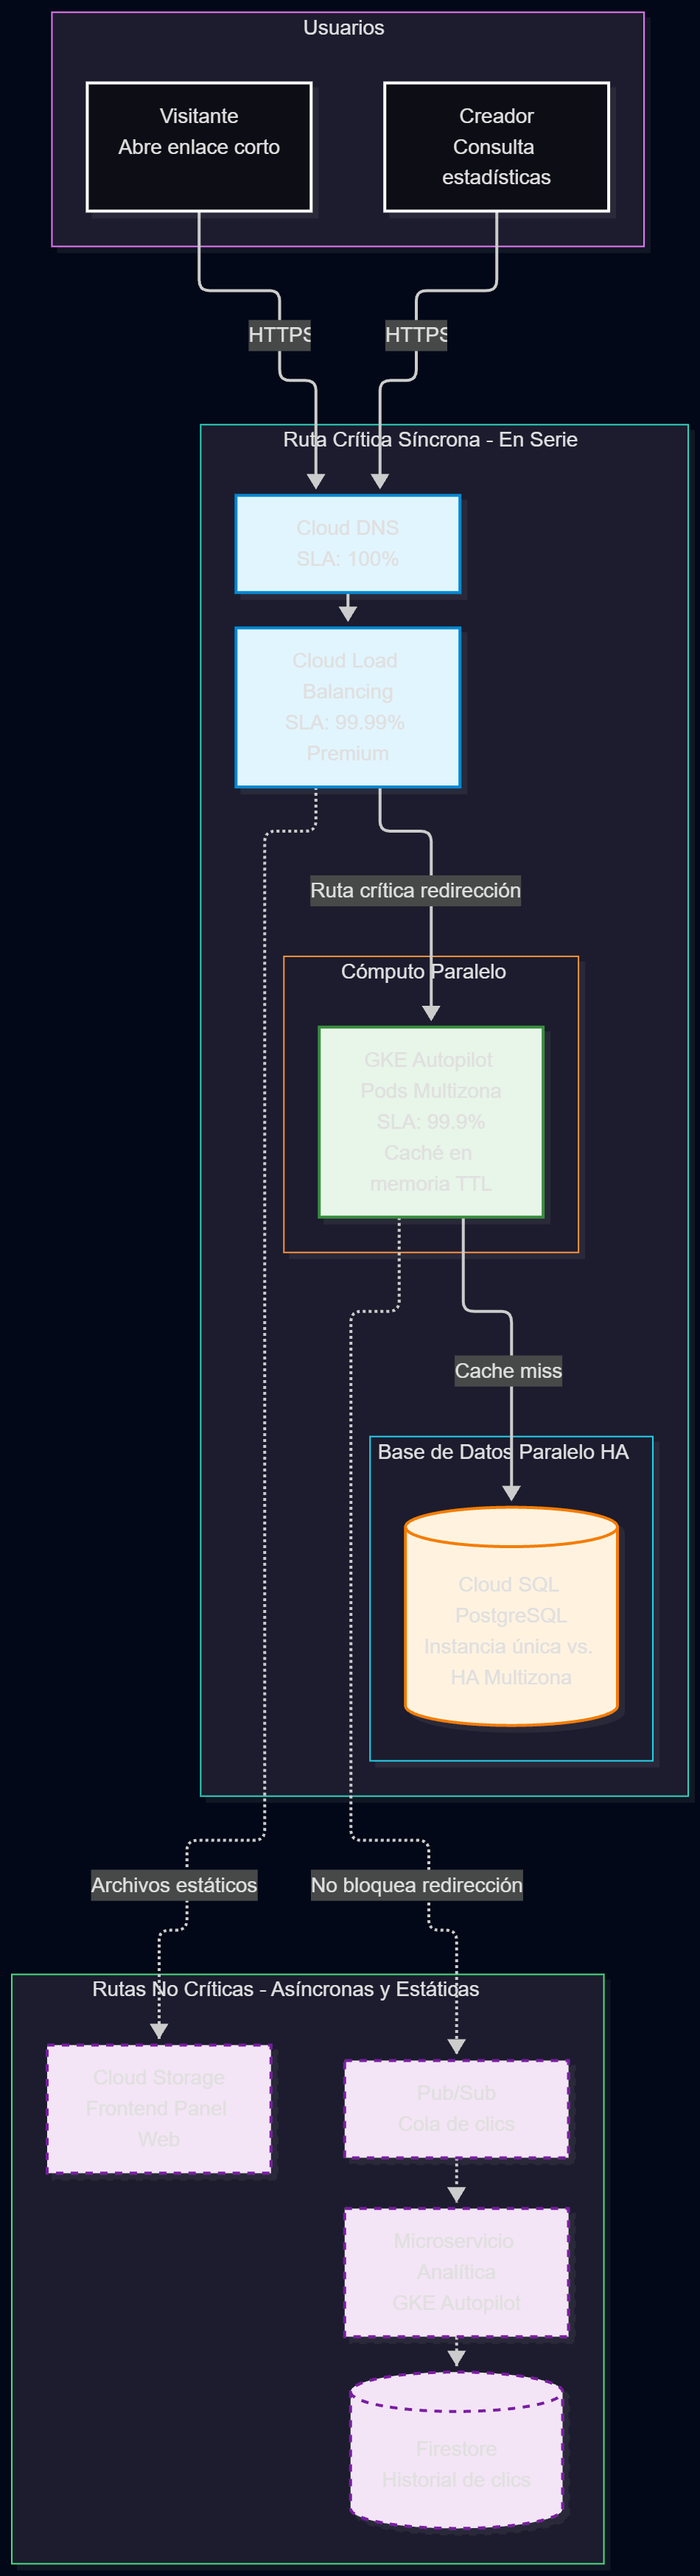 Usuarios
Visitante
Abre enlace corto
Creador
Consulta
estadísticas
HTTPS
HTTPS
Ruta Crítica Síncrona - En Serie
Cloud DNS
SLA: 100%
Cloud Load
Balancing
SLA: 99.99%
Premium
Ruta crítica redirección
Cómputo Paralelo
GKE Autopilot
Pods Multizona
SLA: 99.9%
Caché en
memoria TTL
Cache miss
Base de Datos Paralelo HA
Cloud SQL
PostgreSQL
Instancia única vs.
HA Multizona
Archivos estáticos
No bloquea redirección
Rutas No Críticas - Asíncronas y Estáticas
Cloud Storage
Frontend Panel
Web
Pub/Sub
Cola de clics
Microservicio
Analítica
GKE Autopilot
Firestore
Historial de clics